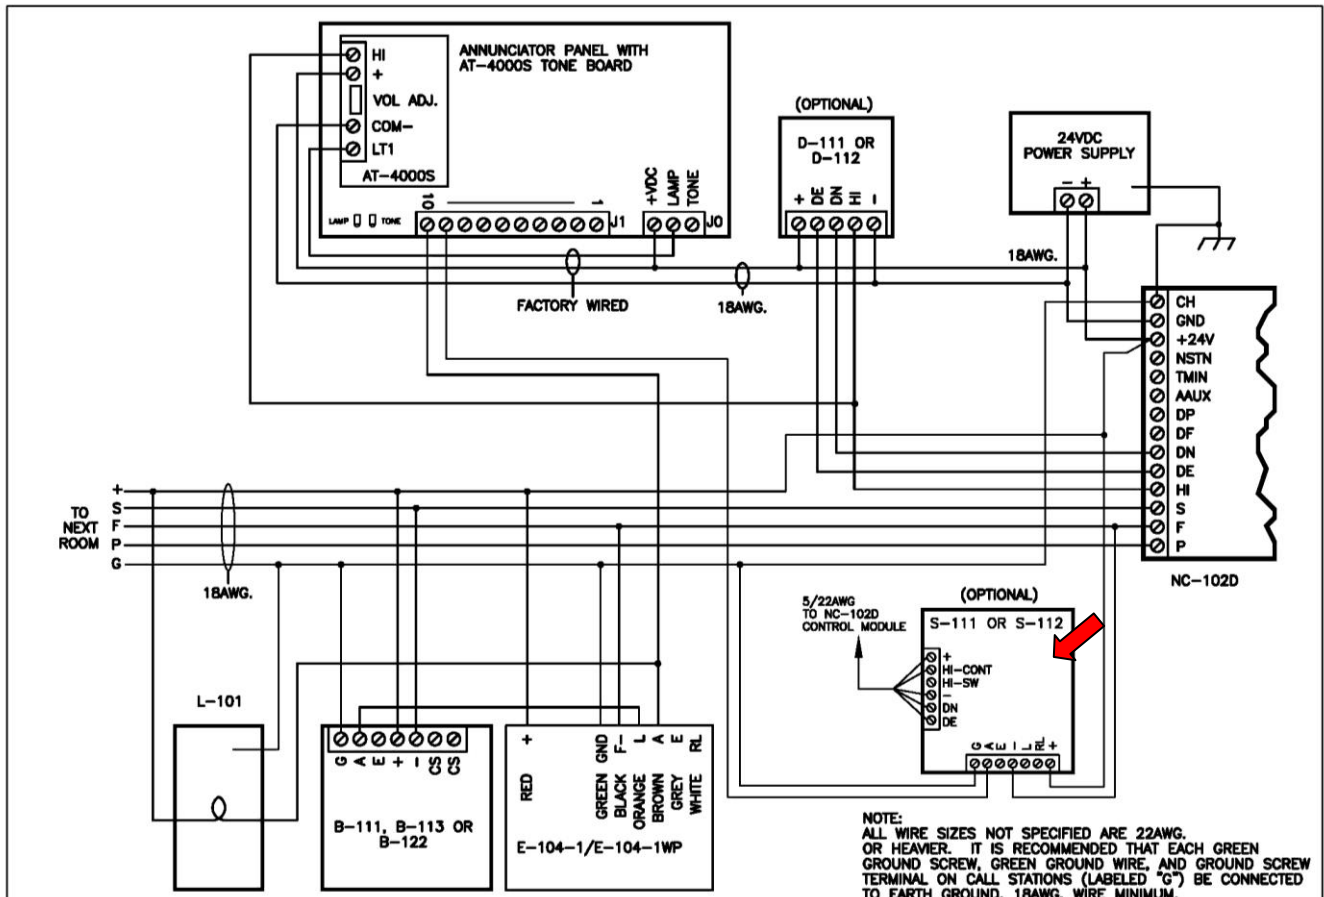 ANNUNCIATOR PANEL WITH
AT-4000S TONE BOARD
HI
+
VOL ADJ.
COM-
LT1
AT-4000S
LAMP
TONE
10
1
J1
+VDC
LAMP
TONE
J0
FACTORY WIRED
18AWG.
(OPTIONAL)
D-111 OR
D-112
+
DE
DN
HI
-
24VDC
POWER SUPPLY
- +
18AWG.
CH
GND
+24V
NSTN
TMIN
AAUX
DP
DF
DN
DE
HI
S
F
P
NC-102D
TO
NEXT
ROOM
+
S
F
P
G
18AWG.
L-101
G
A
E
+
-
CS
CS
B-111, B-113 OR
B-122
+
GND
F-
L
A
E
RL
RED
GREEN
BLACK
ORANGE
BROWN
GREY
WHITE
E-104-1/E-104-1WP
5/22AWG
TO NC-102D
CONTROL MODULE
(OPTIONAL)
S-111 OR S-112
+
HI-CONT
HI-SW
-
DN
DE
G
A
E
-
L
RL
+
NOTE:
ALL WIRE SIZES NOT SPECIFIED ARE 22AWG.
OR HEAVIER. IT IS RECOMMENDED THAT EACH GREEN
GROUND SCREW, GREEN GROUND WIRE, AND GROUND SCREW
TERMINAL ON CALL STATIONS (LABELED "G") BE CONNECTED
TO EARTH GROUND. 18AWG. WIRE MINIMUM.